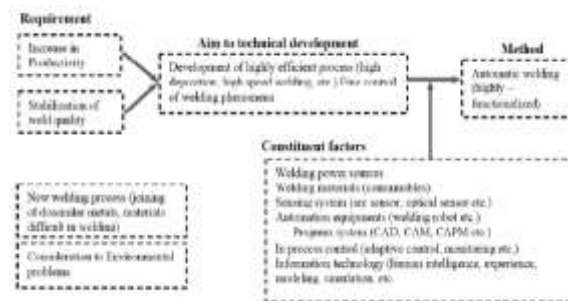 Requirement
Increase in
Productivity
Stabilization of
weld quality
Aim to technical development
Development of highly efficient process (high
deposition, high speed welding, etc.) Fine control
of welding phenomena
Method
Automatic welding
(highly –
functionalized)
Constituent factors
Welding power sources
Welding materials (consumables)
Sensing system (arc sensor, optical sensor etc.)
Automation equipments (welding robot etc.)
Program system (CAD, CAM, CAPM etc.)
In process control (adaptive control, monitoring etc.)
Information technology (human intelligence, experience,
modeling, simulation, etc.
New welding process (joining
of dissimilar metals, materials
difficult in welding)
Consideration to Environmental
problems